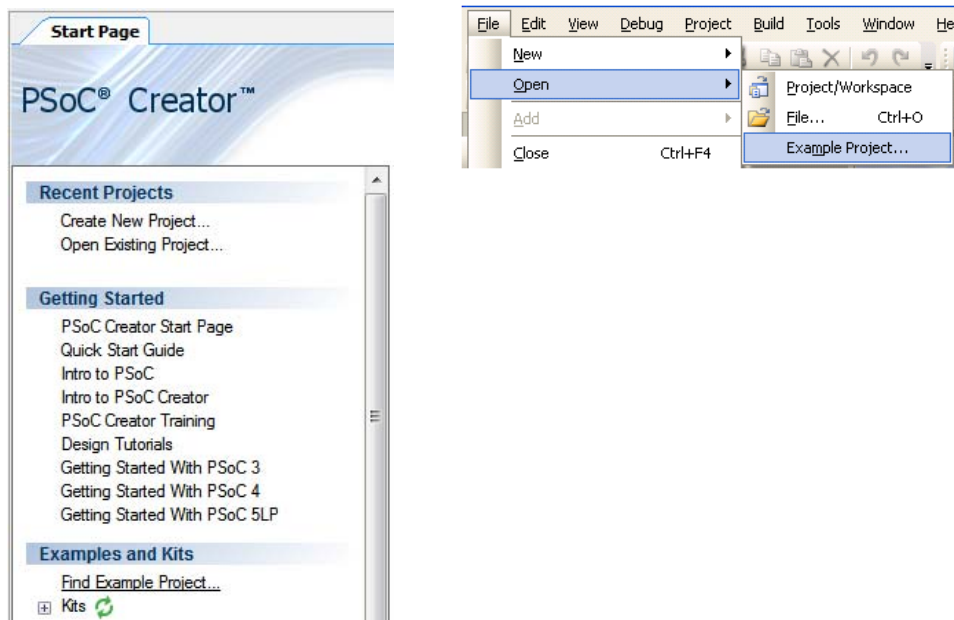 Start Page
PSoC® Creator™
Recent Projects
Create New Project...
Open Existing Project...
Getting Started
PSoC Creator Start Page
Quick Start Guide
Intro to PSoC
Intro to PSoC Creator
PSoC Creator Training
Design Tutorials
Getting Started With PSoC 3
Getting Started With PSoC 4
Getting Started With PSoC 5LP
Examples and Kits
Find Example Project...
Kits
File Edit View Debug Project Build Tools Window He
New
Open
Add
Close Ctrl+F4
Project/Workspace
File... Ctrl+O
Example Project...